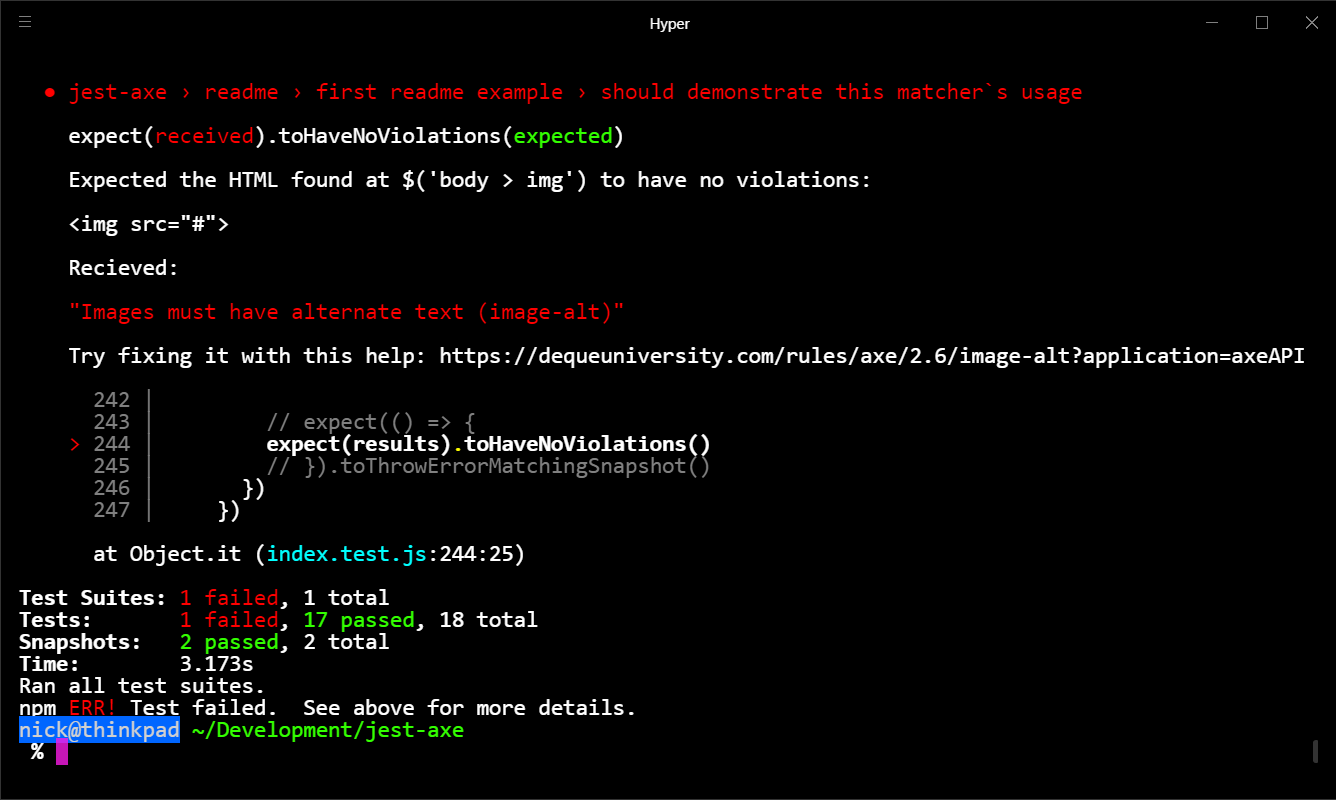 Hyper
● jest-axe › readme › first readme example › should demonstrate this matcher`s usage
expect(received).toHaveNoViolations(expected)
Expected the HTML found at $('body > img') to have no violations:
<img src="#">
Recieved:
"Images must have alternate text (image-alt)"
Try fixing it with this help: https://dequeuniversity.com/rules/axe/2.6/image-alt?application=axeAPI
242 |
243 |         // expect(() => {
> 244 |         expect(results).toHaveNoViolations()
245 |         // }).toThrowErrorMatchingSnapshot()
246 |       })
247 |     })
at Object.it (index.test.js:244:25)
Test Suites: 1 failed, 1 total
Tests:       1 failed, 17 passed, 18 total
Snapshots:   2 passed, 2 total
Time:        3.173s
Ran all test suites.
npm ERR! Test failed.  See above for more details.
nick@thinkpad ~/Development/jest-axe
%